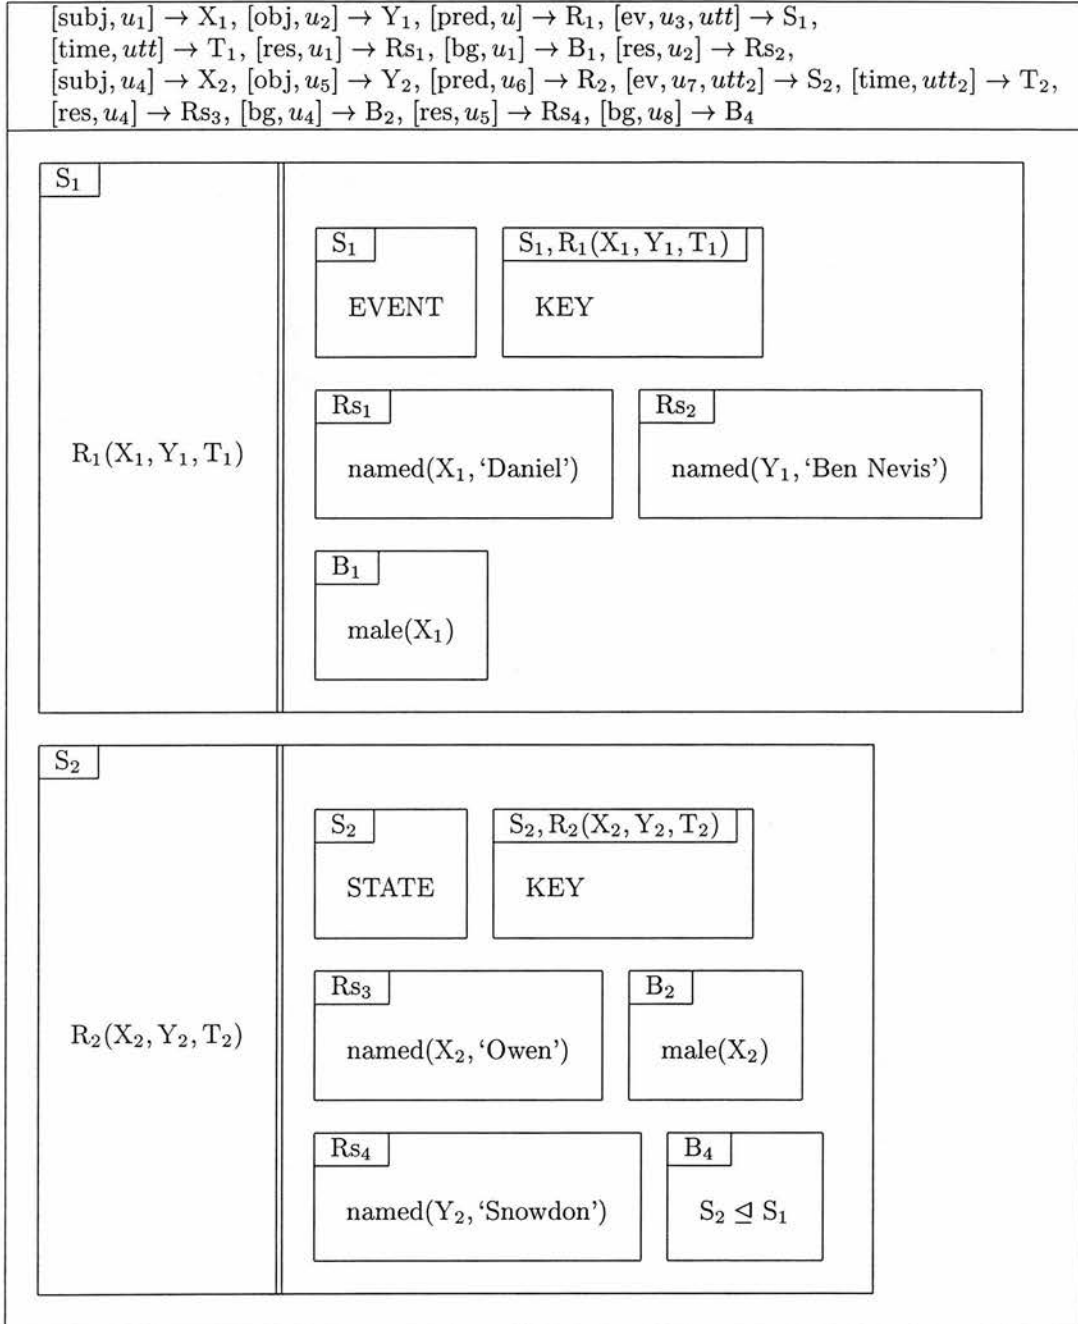 [subj, u₁] → X₁, [obj, u₂] → Y₁, [pred, u] → R₁, [ev, u₃, utt] → S₁,
[time, utt] → T₁, [res, u₁] → Rs₁, [bg, u₁] → B₁, [res, u₂] → Rs₂,
[subj, u₄] → X₂, [obj, u₅] → Y₂, [pred, u₆] → R₂, [ev, u₇, utt₂] → S₂, [time, utt₂] → T₂,
[res, u₄] → Rs₃, [bg, u₄] → B₂, [res, u₅] → Rs₄, [bg, u₈] → B₄
S₁
S₁
S₁, R₁(X₁, Y₁, T₁)
EVENT
KEY
Rs₁
Rs₂
R₁(X₁, Y₁, T₁)
named(X₁, ‘Daniel’)
named(Y₁, ‘Ben Nevis’)
B₁
male(X₁)
S₂
S₂
S₂, R₂(X₂, Y₂, T₂)
STATE
KEY
Rs₃
B₂
R₂(X₂, Y₂, T₂)
named(X₂, ‘Owen’)
male(X₂)
Rs₄
B₄
named(Y₂, ‘Snowdon’)
S₂ ⊴ S₁